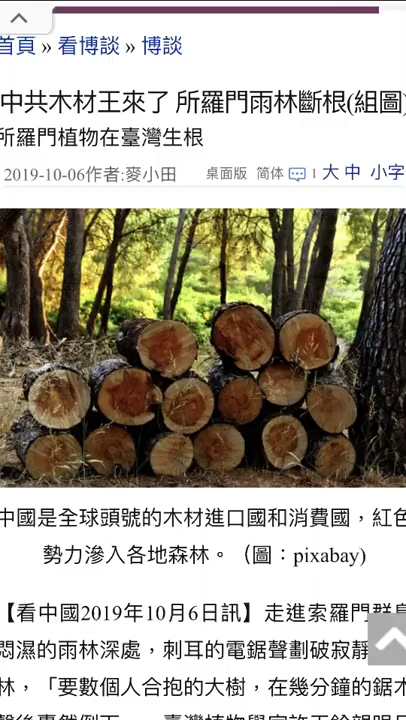 首頁 » 看博談 » 博談
中共木材王來了 所羅門雨林斷根(組圖)
所羅門植物在臺灣生根
2019-10-06作者:麥小田 桌面版 简体 | 大 中 小字
中國是全球頭號的木材進口國和消費國，紅色
勢力滲入各地森林。（圖：pixabay)
【看中國2019年10月6日訊】走進索羅門群島
悶濕的雨林深處，刺耳的電鋸聲劃破寂靜
林，「要數個人合抱的大樹，在幾分鐘的鋸木